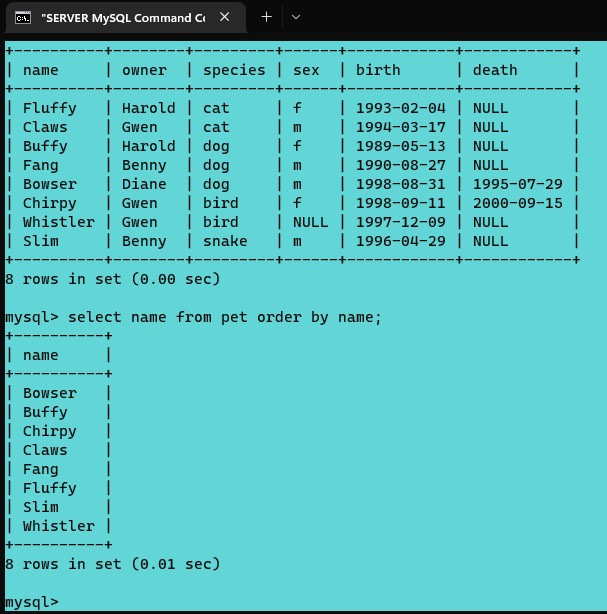 "SERVER MySQL Command Cc
+----------+--------+---------+------+------------+------------+
| name     | owner  | species | sex  | birth      | death      |
+----------+--------+---------+------+------------+------------+
| Fluffy   | Harold | cat     | f    | 1993-02-04 | NULL       |
| Claws    | Gwen   | cat     | m    | 1994-03-17 | NULL       |
| Buffy    | Harold | dog     | f    | 1989-05-13 | NULL       |
| Fang     | Benny  | dog     | m    | 1990-08-27 | NULL       |
| Bowser   | Diane  | dog     | m    | 1998-08-31 | 1995-07-29 |
| Chirpy   | Gwen   | bird    | f    | 1998-09-11 | 2000-09-15 |
| Whistler | Gwen   | bird    | NULL | 1997-12-09 | NULL       |
| Slim     | Benny  | snake   | m    | 1996-04-29 | NULL       |
+----------+--------+---------+------+------------+------------+
8 rows in set (0.00 sec)
mysql> select name from pet order by name;
+----------+
| name     |
+----------+
| Bowser   |
| Buffy    |
| Chirpy   |
| Claws    |
| Fang     |
| Fluffy   |
| Slim     |
| Whistler |
+----------+
8 rows in set (0.01 sec)
mysql>